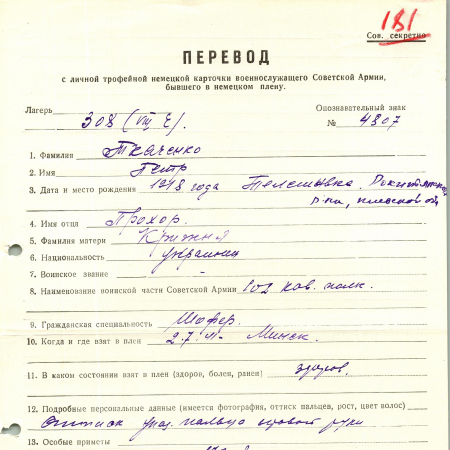 181
Сов. секретно
ПЕРЕВОД
с личной трофейной немецкой карточки военнослужащего Советской Армии,
бывшего в немецком плену.
Лагерь 308 (VIII E).
Опознавательный знак
№ 4807
1. Фамилия Ткаченко
2. Имя Петр
3. Дата и место рождения 1918 года Телешывка
р-на,
4. Имя отца Прохор.
5. Фамилия матери
6. Национальность украинец
7. Воинское звание -
8. Наименование воинской части Советской Армии 102 кав. полк.
9. Гражданская специальность Шофер.
10. Когда и где взят в плен 2.7.41. Минск.
11. В каком состоянии взят в плен (здоров, болен, ранен) здоров.
12. Подробные персональные данные (имеется фотография, оттиск пальцев, рост, цвет волос)
Оттиск указ. пальца правой руки
13. Особые приметы